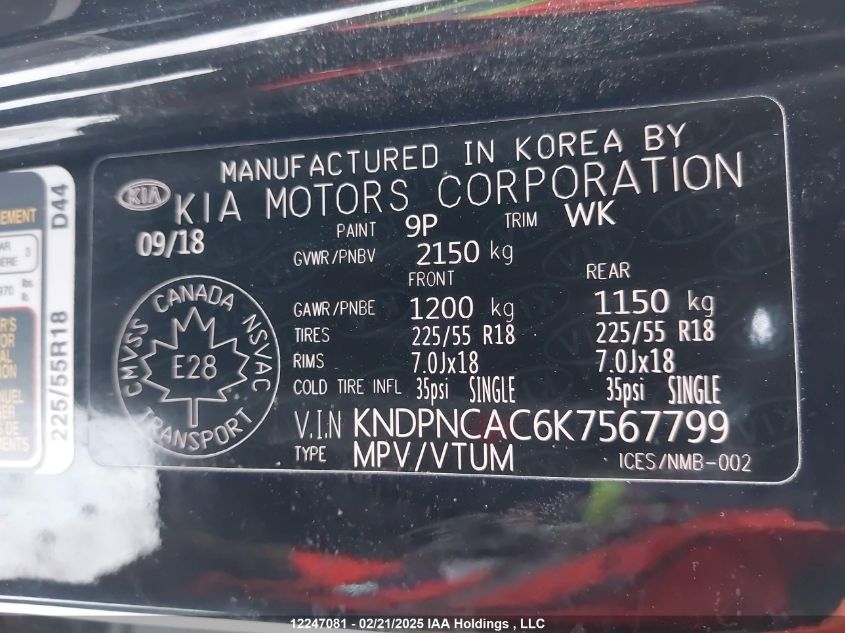 MANUFACTURED IN KOREA BY
KIA KIA MOTORS CORPORATION
09/18 PAINT 9P TRIM WK
GVWR/PNBV 2150 kg
FRONT REAR
GAWR/PNBE 1200 kg 1150 kg
TIRES 225/55 R18 225/55 R18
RIMS 7.0Jx18 7.0Jx18
COLD TIRE INFL 35psi SINGLE 35psi SINGLE
V.I.N KNDPNCAC6K7567799
TYPE MPV/VTUM ICES/NMB-002
CMVSS CANADA NSVAC
E28
TRANSPORT
225/55R18 D44
3
970 lbs.
12247081 - 02/21/2025 IAA Holdings , LLC